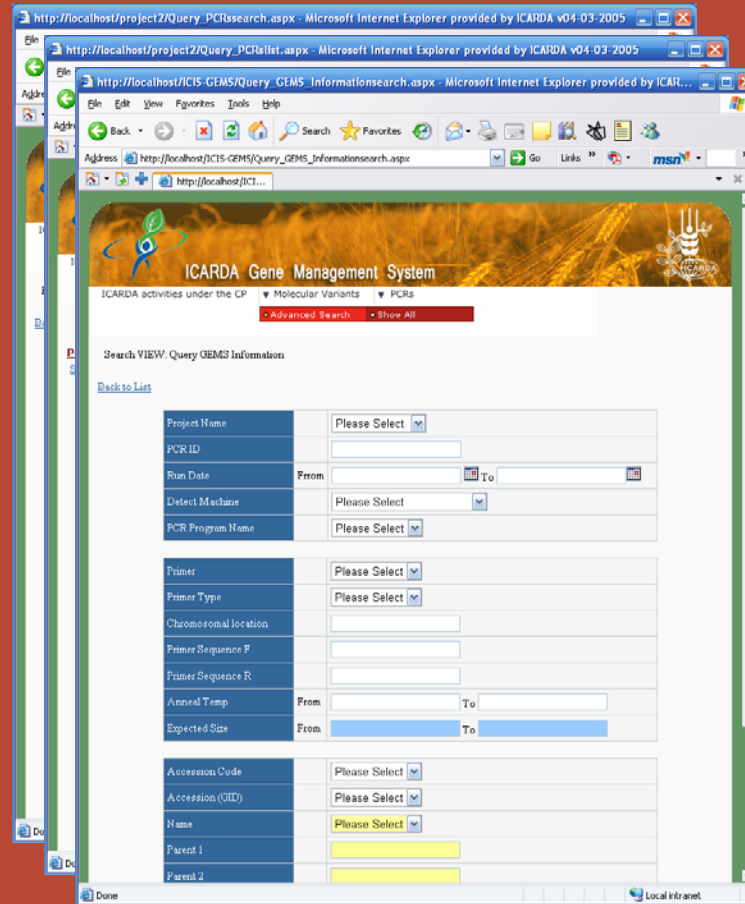 http://localhost/project2/Query_PCRssearch.aspx - Microsoft Internet Explorer provided by ICARDA v04-03-2005
File
http://localhost/project2/Query_PCRslist.aspx - Microsoft Internet Explorer provided by ICARDA v04-03-2005
File
http://localhost/ICIS-GEMS/Query_GEMS_Informationsearch.aspx - Microsoft Internet Explorer provided by ICAR...
File Edit View Favorites Tools Help
Back Search Favorites
Address http://localhost/ICIS-GEMS/Query_GEMS_Informationsearch.aspx Go Links » msn
http://localhost/ICI...
ICARDA Gene Management System
ICARDA
ICARDA activities under the CP Molecular Variants PCRs
Advanced Search Show All
Search VIEW: Query GEMS Information
Back to List
Project Name Please Select
PCR ID
Run Date Frrom To
Detect Machine Please Select
PCR Program Name Please Select
Primer Please Select
Primer Type Please Select
Chromosomal location
Primer Sequence F
Primer Sequence R
Anneal Temp From To
Expected Size From To
Accession Code Please Select
Accession (GID) Please Select
Name Please Select
Parent 1
Parent 2
Done Local intranet